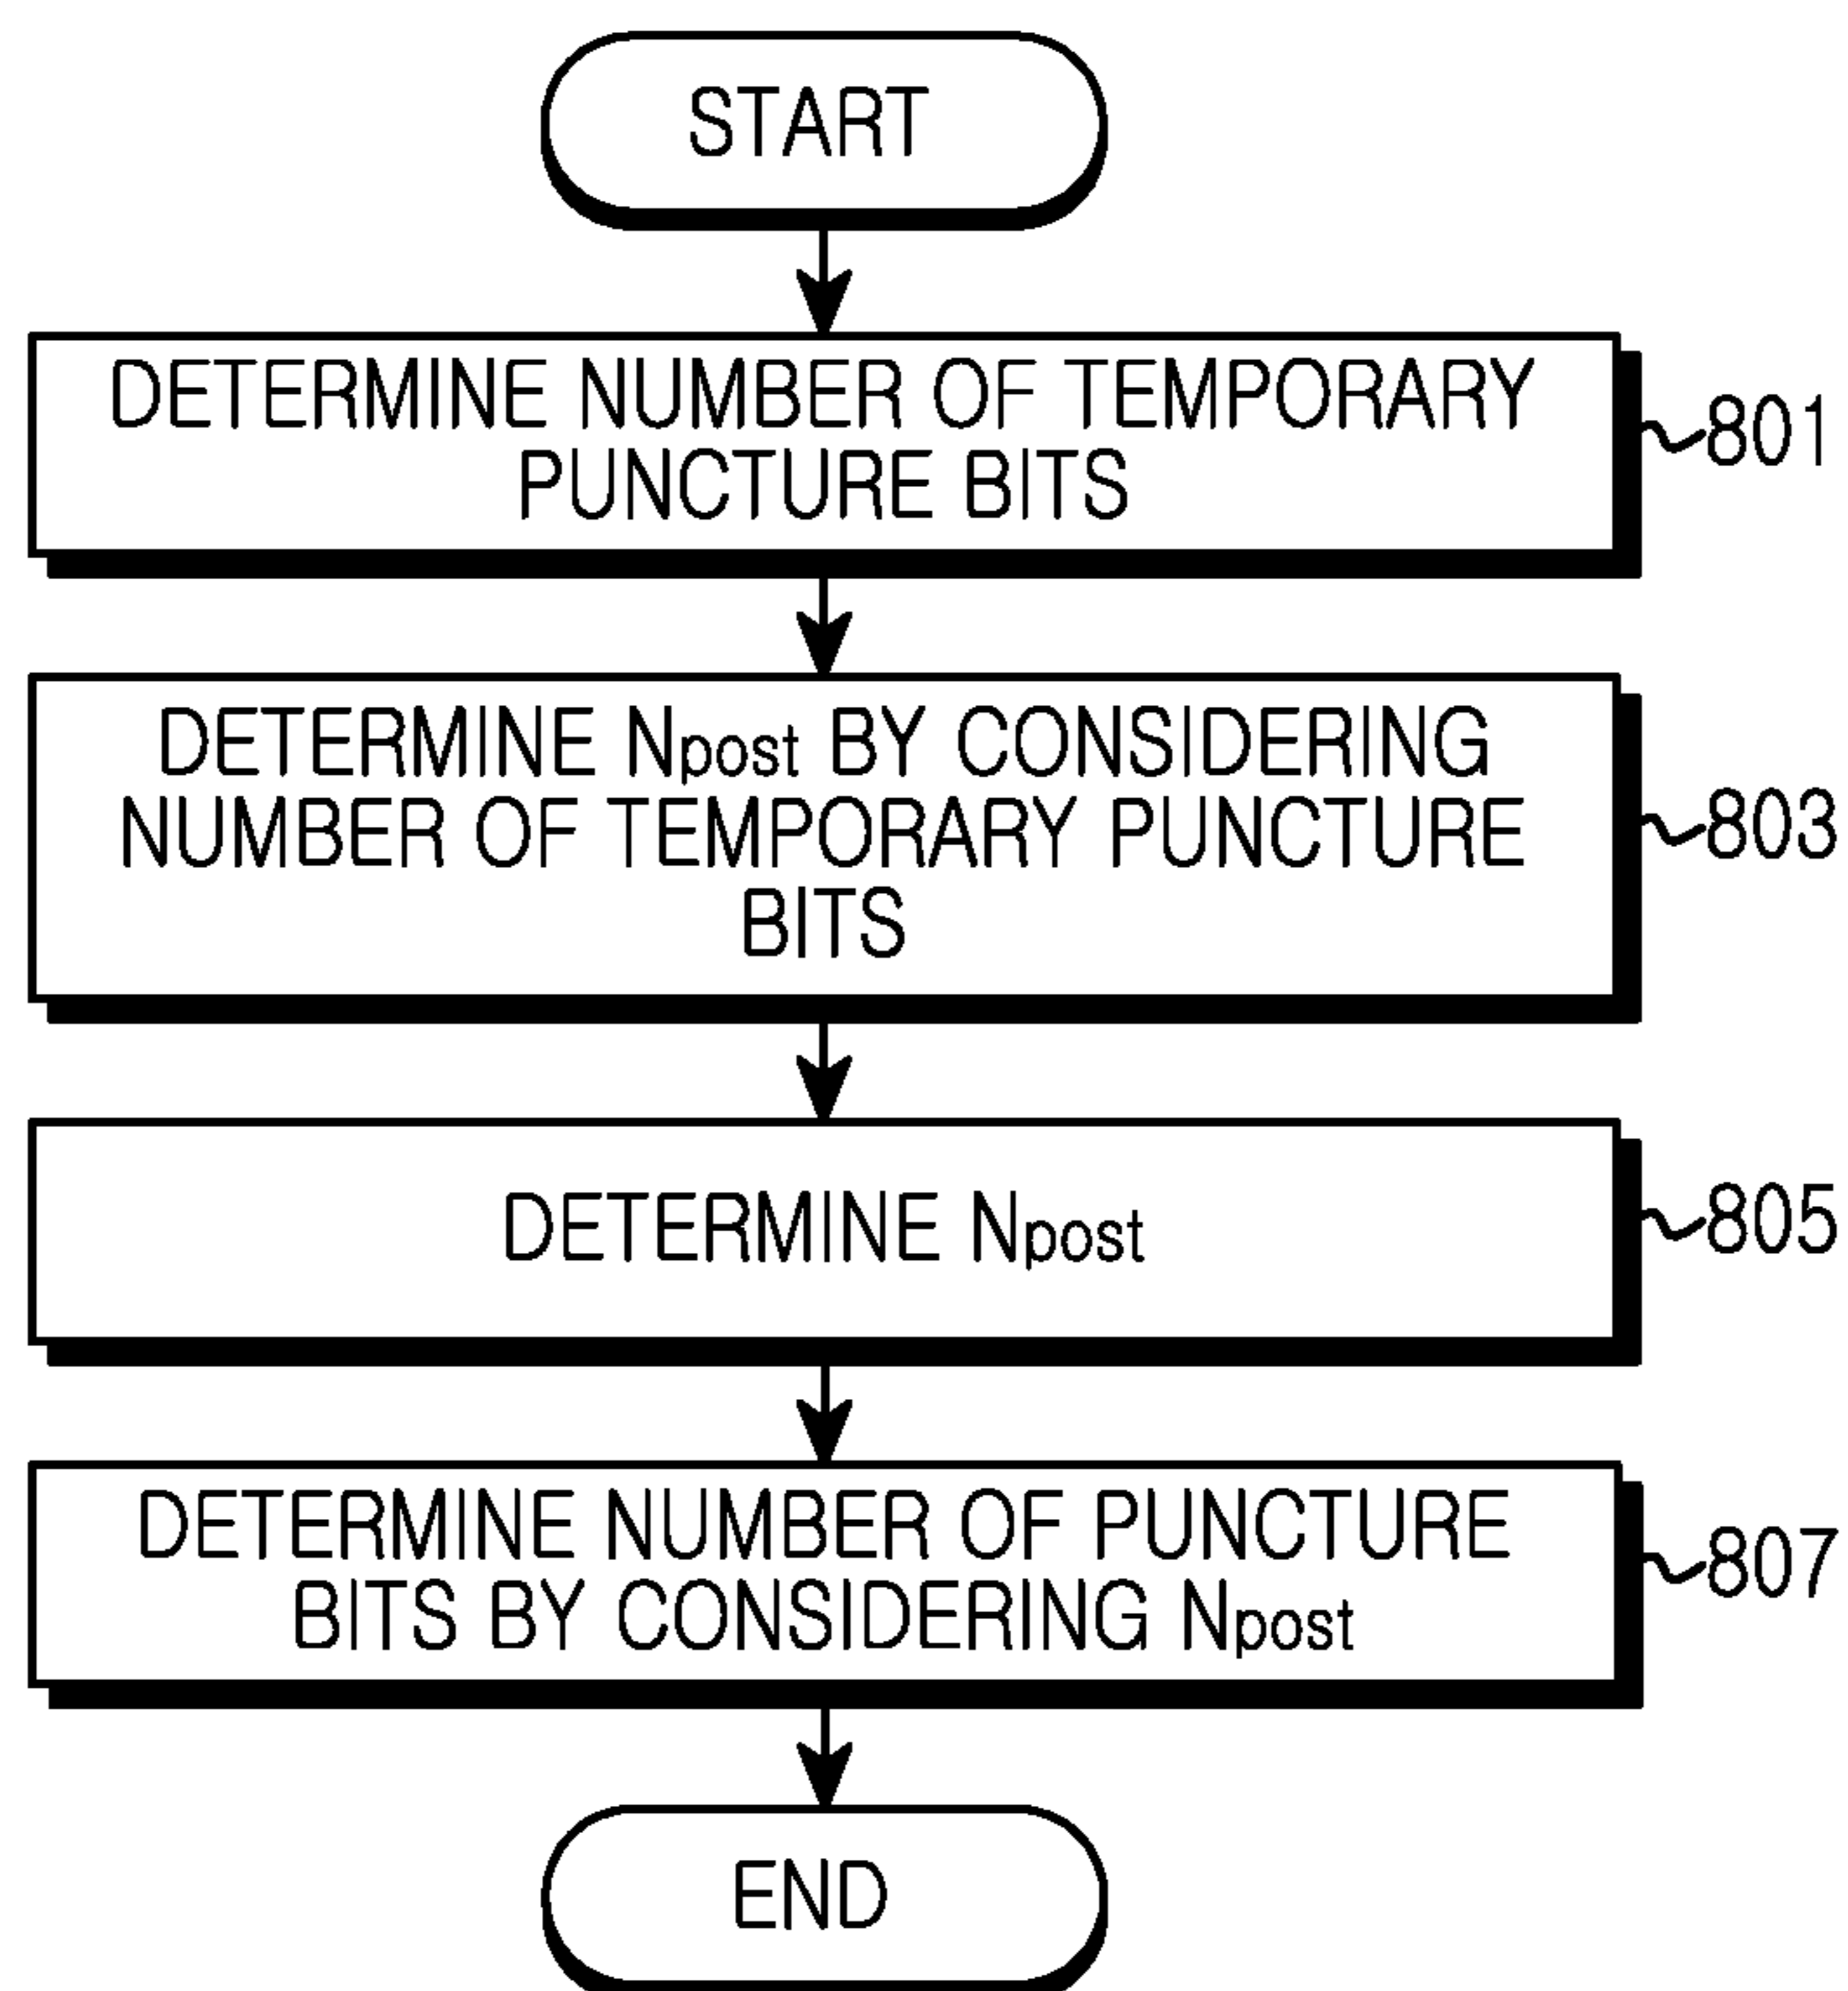 START
DETERMINE NUMBER OF TEMPORARY
PUNCTURE BITS
801
DETERMINE Npost BY CONSIDERING
NUMBER OF TEMPORARY PUNCTURE
BITS
803
DETERMINE Npost
805
DETERMINE NUMBER OF PUNCTURE
BITS BY CONSIDERING Npost
807
END